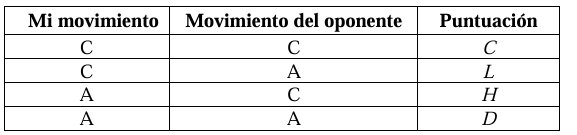 Mi movimiento Movimiento del oponente Puntuación
C C C
C A L
A C H
A A D